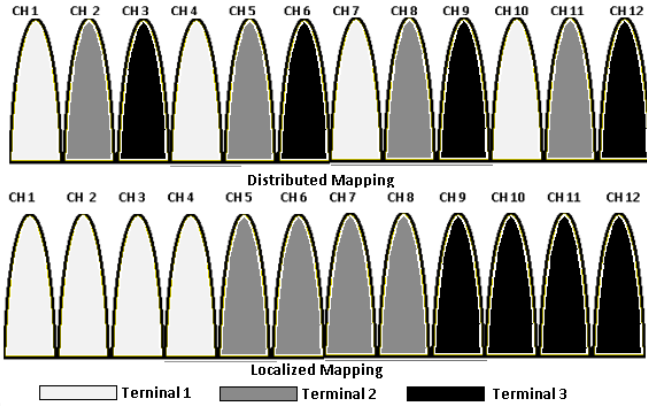 CH 1 CH 2 CH 3 CH 4 CH 5 CH 6 CH 7 CH 8 CH 9 CH 10 CH 11 CH 12
Distributed Mapping
CH 1 CH 2 CH 3 CH 4 CH 5 CH 6 CH 7 CH 8 CH 9 CH 10 CH 11 CH 12
Localized Mapping
Terninal 1 Terminal 2 Terminal 3